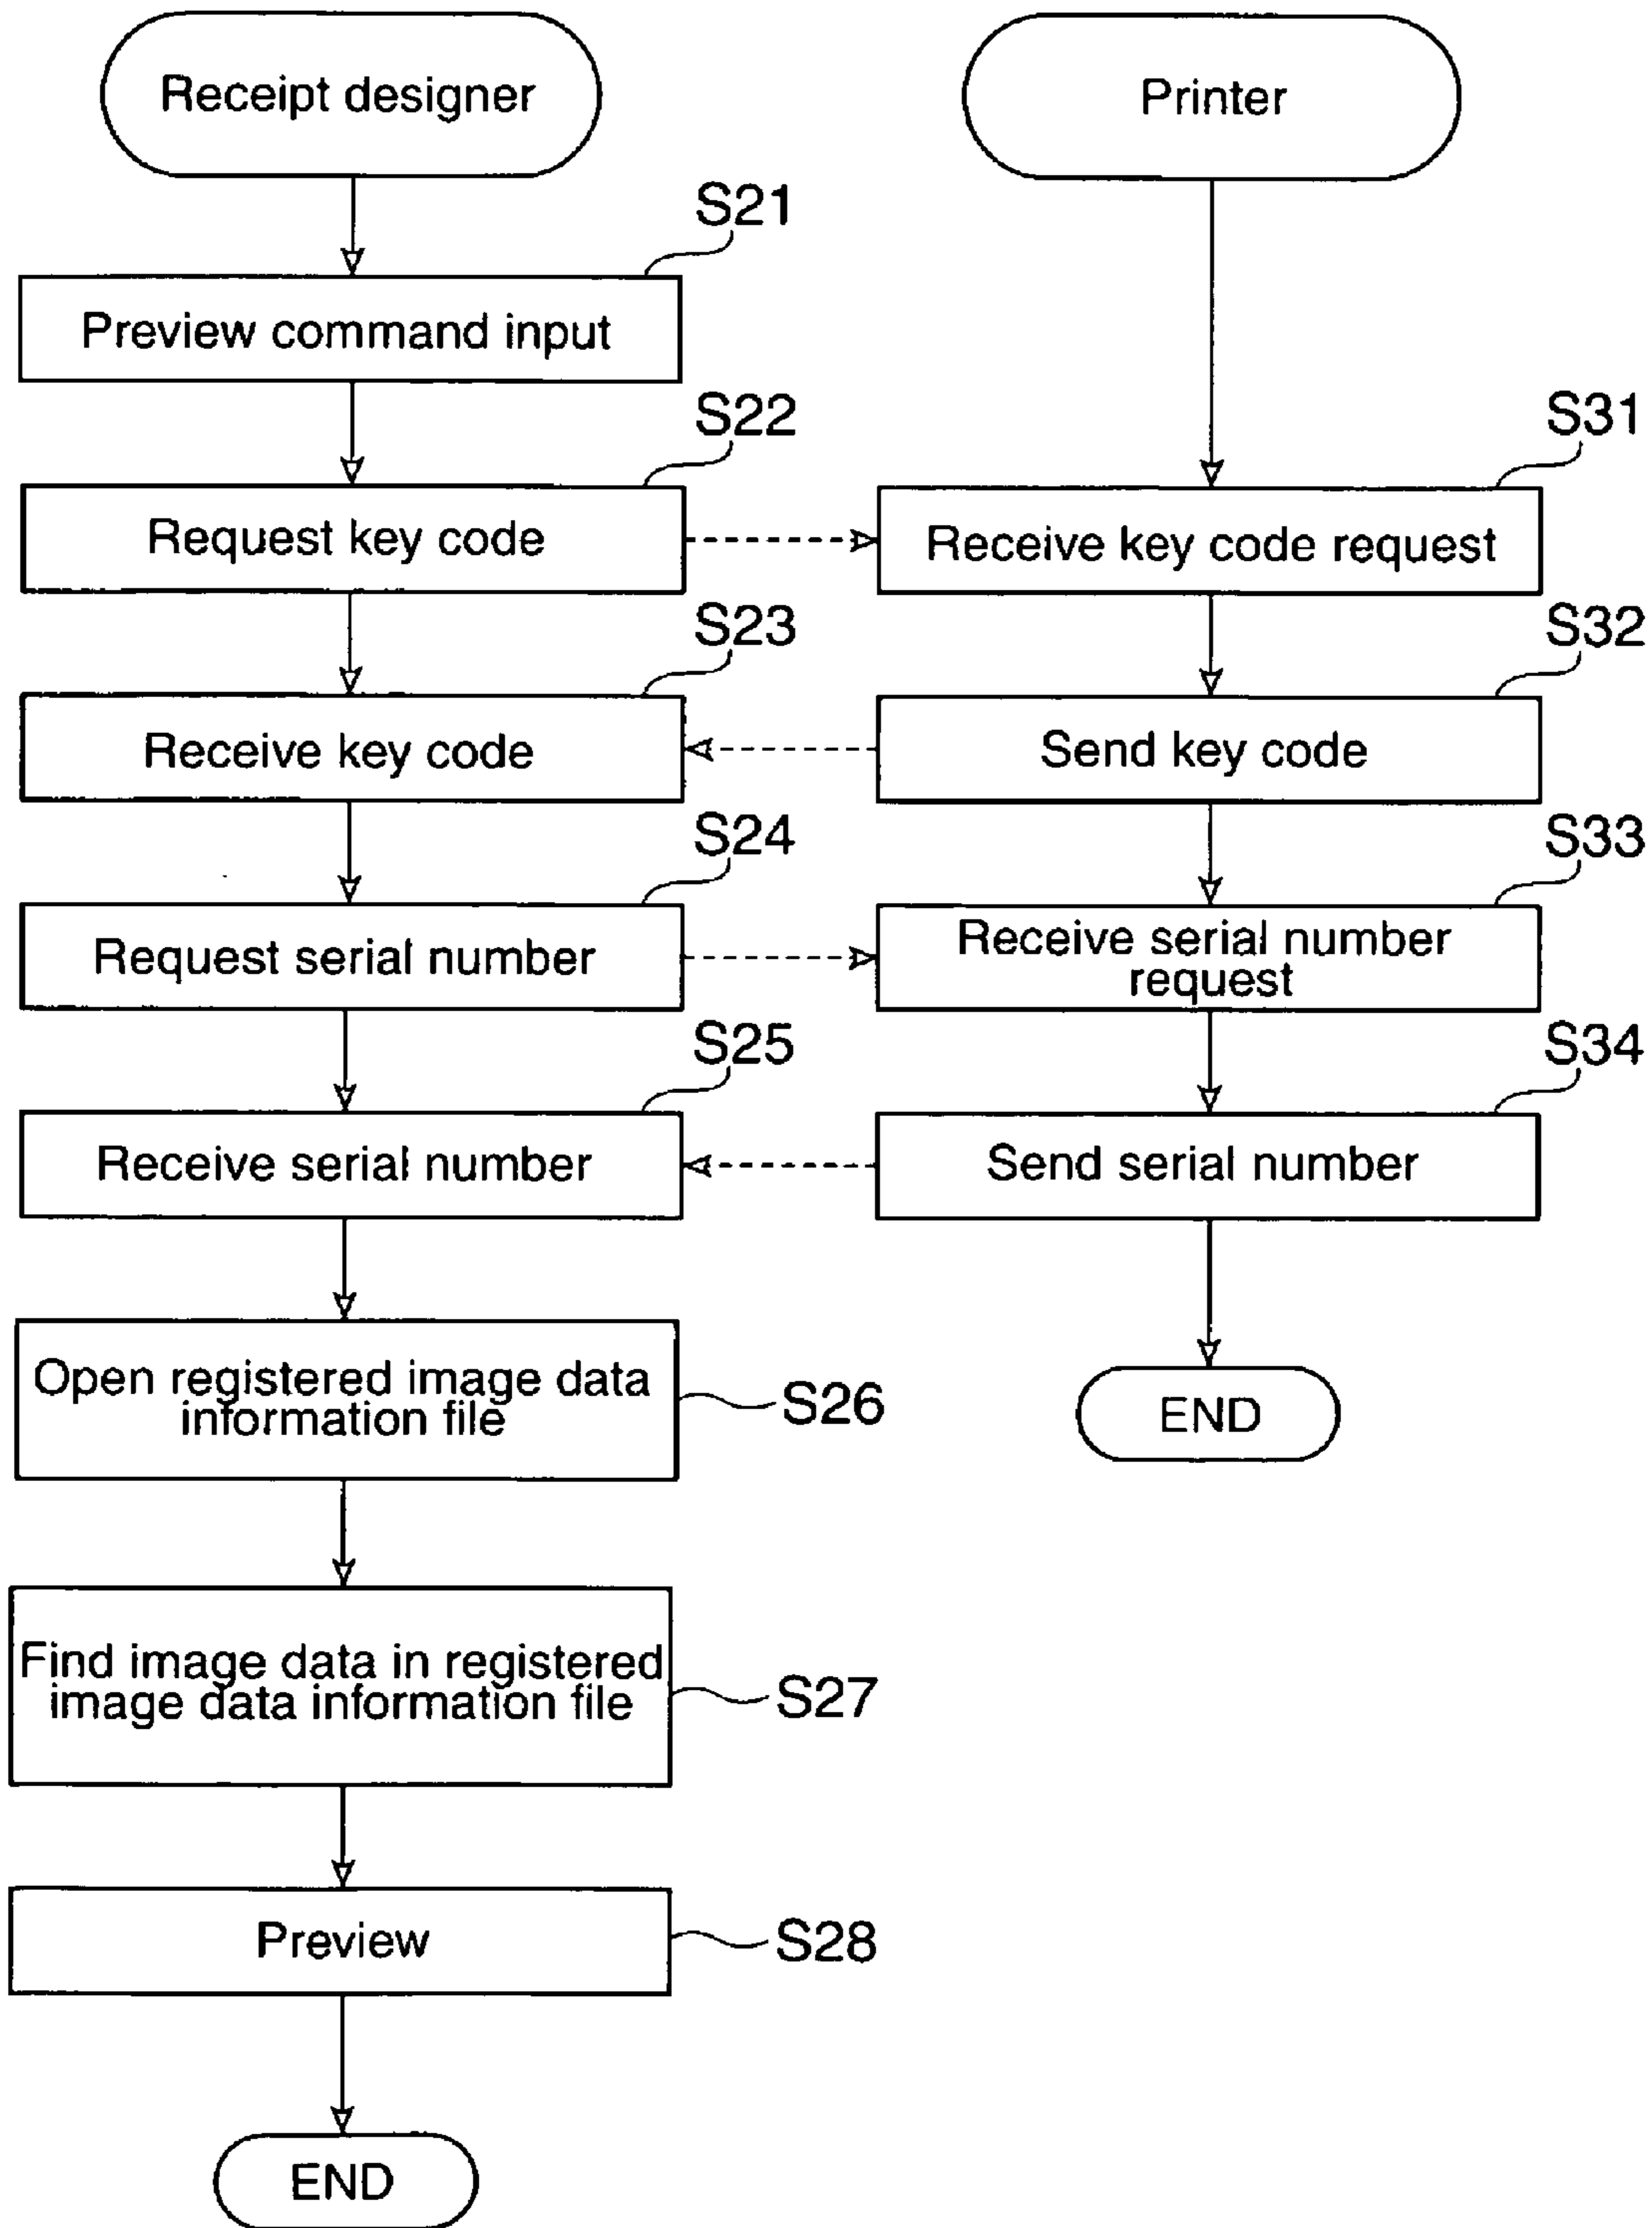 Receipt designer
Printer
S21
Preview command input
S22
S31
Request key code
Receive key code request
S23
S32
Receive key code
Send key code
S24
S33
Request serial number
Receive serial number
request
S25
S34
Receive serial number
Send serial number
Open registered image data
information file
S26
END
Find image data in registered
image data information file
S27
Preview
S28
END